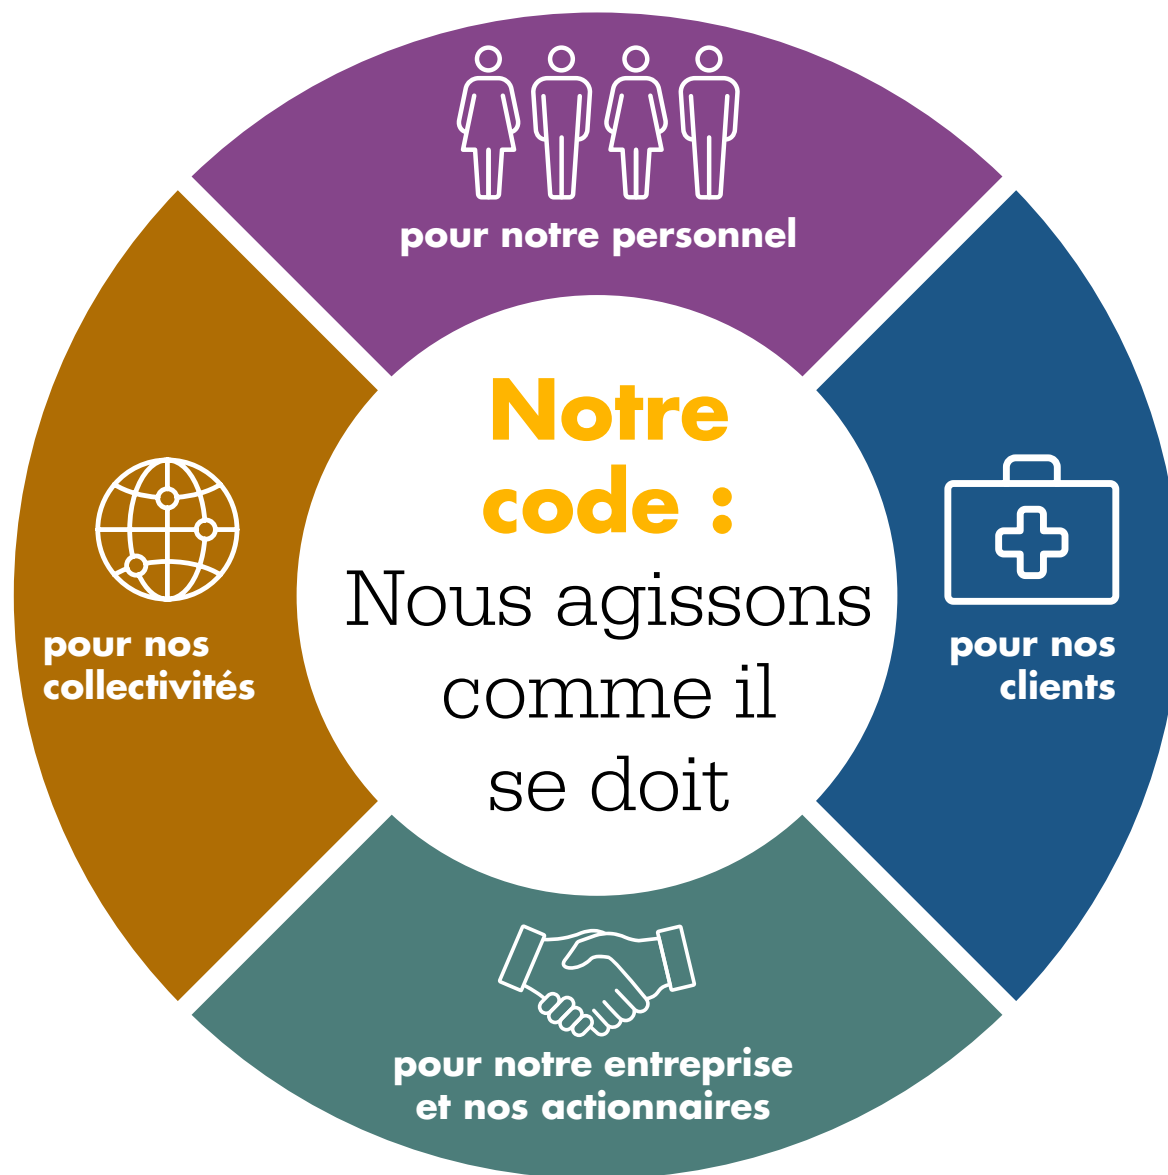 pour notre personnel
Notre
code :
Nous agissons
comme il
se doit
pour nos
collectivités
pour nos
clients
pour notre entreprise
et nos actionnaires